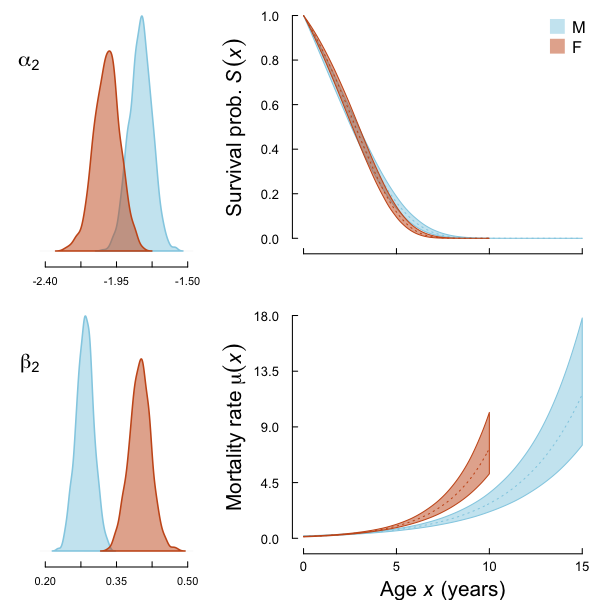 α2
-2.40 -1.95 -1.50
Survival prob. S(x)
1.0
0.8
0.6
0.4
0.2
0.0
M
F
β2
0.20 0.35 0.50
Mortality rate μ(x)
18.0
13.5
9.0
4.5
0.0
0 5 10 15
Age x (years)